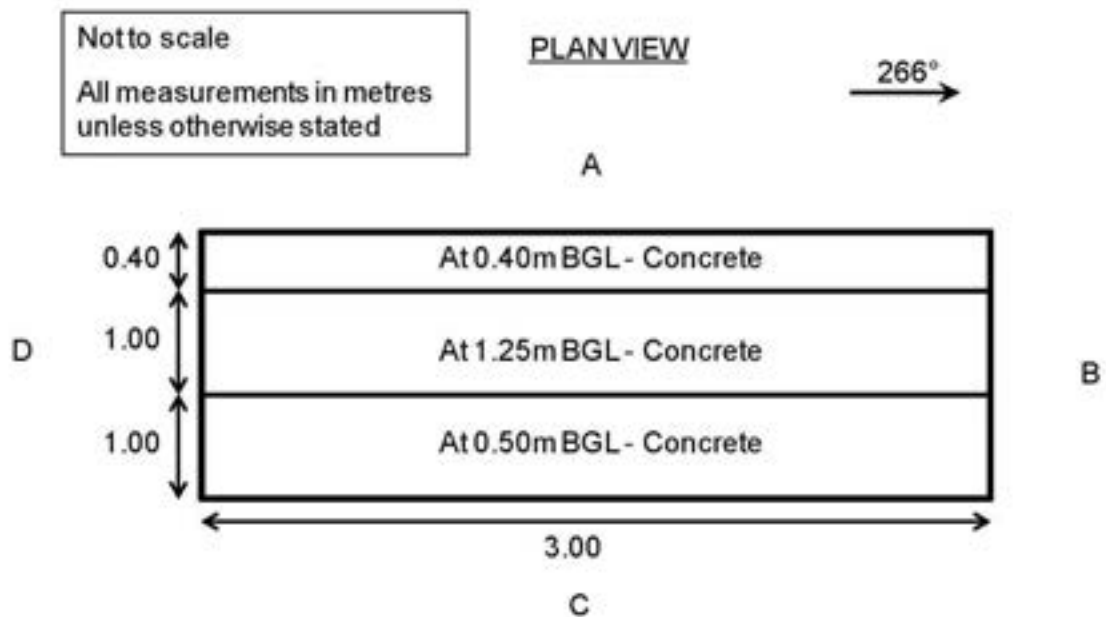 Not to scale
All measurements in metres
unless otherwise stated
PLAN VIEW
266°
A
0.40
At 0.40m BGL - Concrete
D
1.00
At 1.25m BGL - Concrete
B
1.00
At 0.50m BGL - Concrete
3.00
C